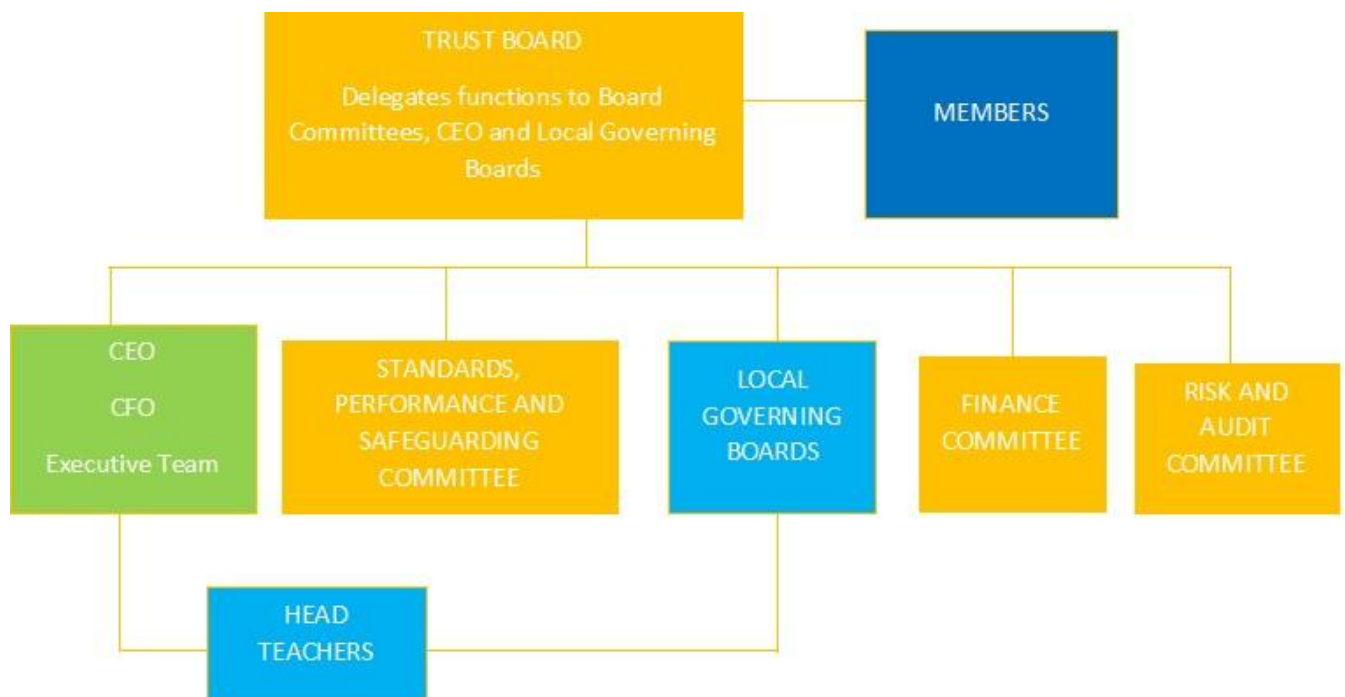 TRUST BOARD
Delegates functions to Board
Committees, CEO and Local Governing
Boards
MEMBERS
CEO
CFO
Executive Team
STANDARDS,
PERFORMANCE AND
SAFEGUARDING
COMMITTEE
LOCAL
GOVERNING
BOARDS
FINANCE
COMMITTEE
RISK AND
AUDIT
COMMITTEE
HEAD
TEACHERS